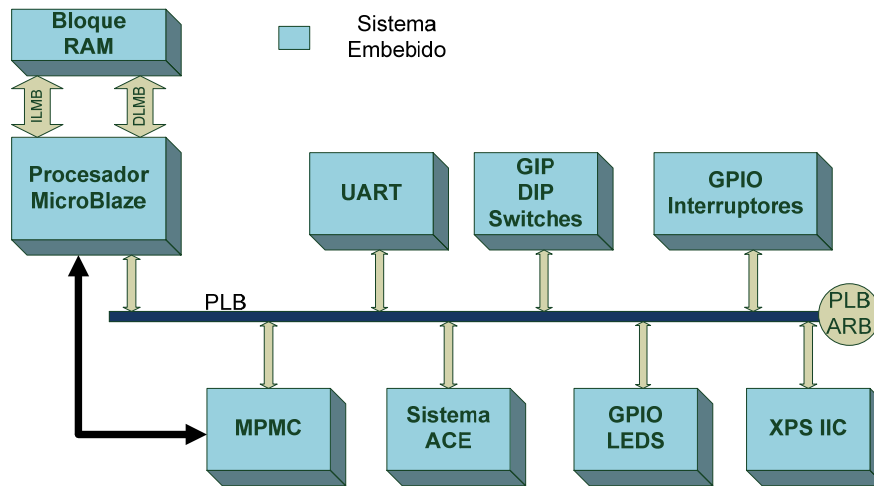 Bloque
RAM
Sistema
Embebido
ILMB
DLMB
Procesador
MicroBlaze
UART
GIP
DIP
Switches
GPIO
Interruptores
PLB
PLB
ARB
MPMC
Sistema
ACE
GPIO
LEDS
XPS IIC